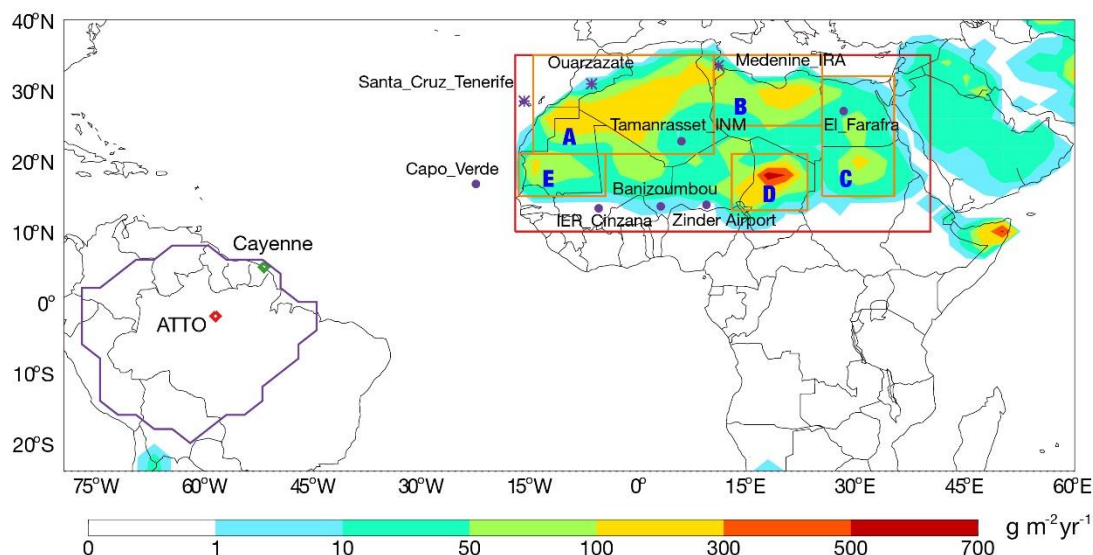 40°N
30°N
20°N
10°N
0°
10°S
20°S
Ouarzazate
Medenine_IRA
Santa_Cruz_Tenerife
B
A
Tamanrasset_INM
El_Farafra
Capo_Verde
E
Banizoumbou
D
C
IER_Cinzana
Zinder Airport
Cayenne
ATTO
75°W 60°W 45°W 30°W 15°W 0° 15°E 30°E 45°E 60°E
0 1 10 50 100 300 500 700
g m⁻²yr⁻¹